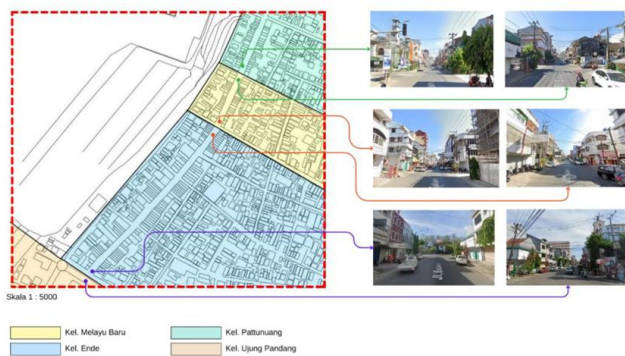 Skala 1 : 5000
Kel. Melayu Baru
Kel. Pattunuang
Kel. Ende
Kel. Ujung Pandang